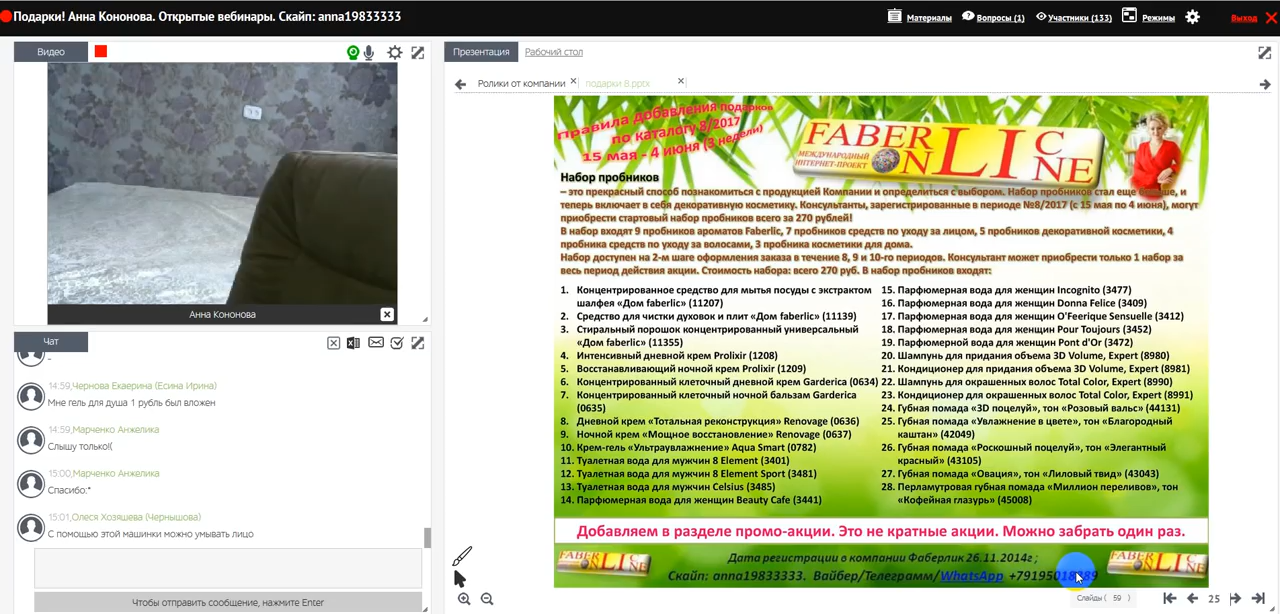 Подарки! Анна Кононова. Открытые вебинары. Скайп: anna19833333
Материалы
Вопросы (1)
Участники (133)
Режимы
Выход
Видео
Анна Кононова
Чат
14:59,Чернова Екаерина (Есина Ирина)
Мне гель для душа 1 рубль был вложен
14:59,Марченко Анжелика
Слышу только!(
15:00,Марченко Анжелика
Спасибо:*
15:01,Олеся Хозяшева (Чернышова)
С помощью этой машинки можно умывать лицо
Чтобы отправить сообщение, нажмите Enter
Презентация
Рабочий стол
Ролики от компании
подарки 8.pptx
Правила добавления подарков
по каталогу 8/2017
15 мая - 4 июня (3 недели)
FABERLIC
МЕЖДУНАРОДНЫЙ
ИНТЕРНЕТ-ПРОЕКТ
ONLINE
Набор пробников
– это прекрасный способ познакомиться с продукцией Компании и определиться с выбором. Набор пробников стал еще больше, и
теперь включает в себя декоративную косметику. Консультанты, зарегистрированные в периоде №8/2017 (с 15 мая по 4 июня), могут
приобрести стартовый набор пробников всего за 270 рублей!
В набор входят 9 пробников ароматов Faberlic, 7 пробников средств по уходу за лицом, 5 пробников декоративной косметики, 4
пробника средств по уходу за волосами, 3 пробника косметики для дома.
Набор доступен на 2-м шаге оформления заказа в течение 8, 9 и 10-го периодов. Консультант может приобрести только 1 набор за
весь период действия акции. Стоимость набора: всего 270 руб. В набор пробников входят:
1. Концентрированное средство для мытья посуды с экстрактом
шалфея «Дом faberlic» (11207)
2. Средство для чистки духовок и плит «Дом faberlic» (11139)
3. Стиральный порошок концентрированный универсальный
«Дом faberlic» (11355)
4. Интенсивный дневной крем Prolixir (1208)
5. Восстанавливающий ночной крем Prolixir (1209)
6. Концентрированный клеточный дневной крем Garderica (0634)
7. Концентрированный клеточный ночной бальзам Garderica
(0635)
8. Дневной крем «Тотальная реконструкция» Renovage (0636)
9. Ночной крем «Мощное восстановление» Renovage (0637)
10. Крем-гель «Ультраувлажнение» Aqua Smart (0782)
11. Туалетная вода для мужчин 8 Element (3401)
12. Туалетная вода для мужчин 8 Element Sport (3481)
13. Туалетная вода для мужчин Celsius (3485)
14. Парфюмерная вода для женщин Beauty Cafe (3441)
15. Парфюмерная вода для женщин Incognito (3477)
16. Парфюмерная вода для женщин Donna Felice (3409)
17. Парфюмерная вода для женщин O'Feerique Sensuelle (3412)
18. Парфюмерная вода для женщин Pour Toujours (3452)
19. Парфюмерной вода для женщин Pont d'Or (3472)
20. Шампунь для придания объема 3D Volume, Expert (8980)
21. Кондиционер для придания объема 3D Volume, Expert (8981)
22. Шампунь для окрашенных волос Total Color, Expert (8990)
23. Кондиционер для окрашенных волос Total Color, Expert (8991)
24. Губная помада «3D поцелуй», тон «Розовый вальс» (44131)
25. Губная помада «Увлажнение в цвете», тон «Благородный
каштан» (42049)
26. Губная помада «Роскошный поцелуй», тон «Элегантный
красный» (43105)
27. Губная помада «Овация», тон «Лиловый твид» (43043)
28. Перламутровая губная помада «Миллион переливов», тон
«Кофейная глазурь» (45008)
Добавляем в разделе промо-акции. Это не кратные акции. Можно забрать один раз.
Дата регистрации в компании Фаберлик 26.11.2014г ;
Скайп: anna19833333. Вайбер/Телеграмм/WhatsApp
FABERLIC
ONLINE
FABERLIC
ONLINE
Слайды ( 59 )
25